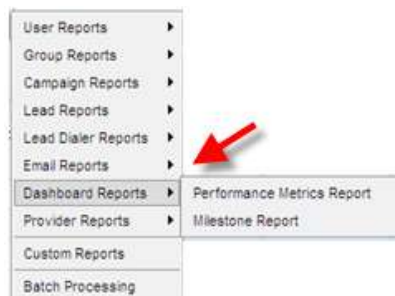 User Reports
Group Reports
Campaign Reports
Lead Reports
Lead Dialer Reports
Email Reports
Dashboard Reports
Performance Metrics Report
Provider Reports
Milestone Report
Custom Reports
Batch Processing